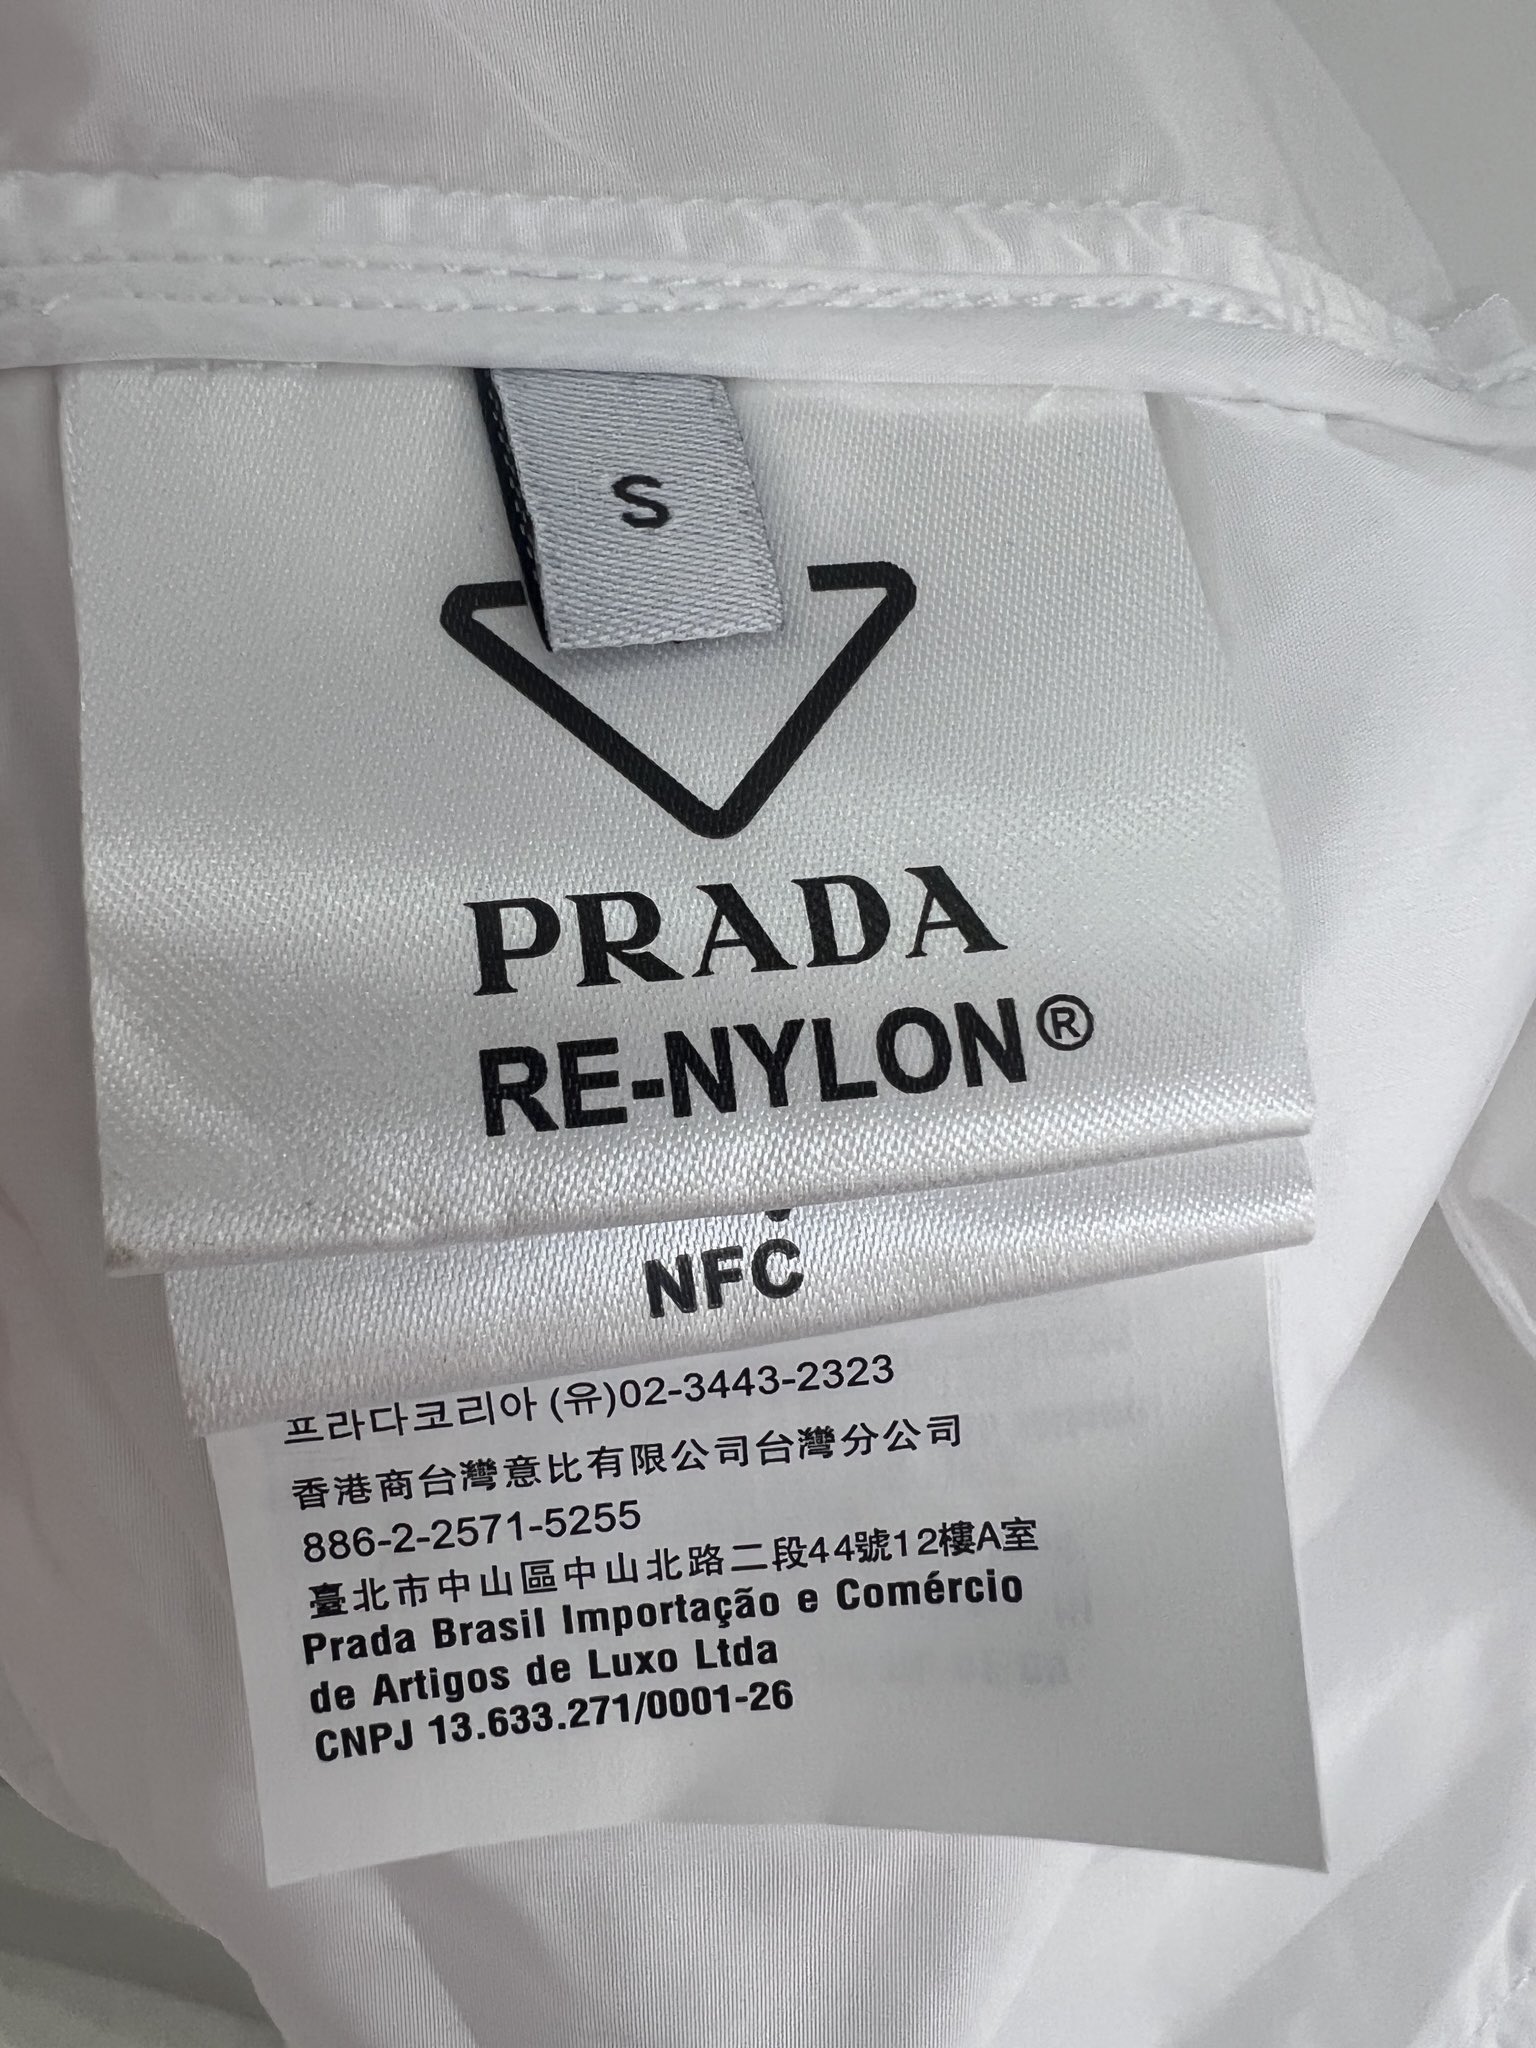 S
PRADA
RE-NYLON®
NFC
프라다코리아 (유)02-3443-2323
香港商台灣意比有限公司台灣分公司
886-2-2571-5255
臺北市中山區中山北路二段44號12樓A室
Prada Brasil Importação e Comércio
de Artigos de Luxo Ltda
CNPJ 13.633.271/0001-26